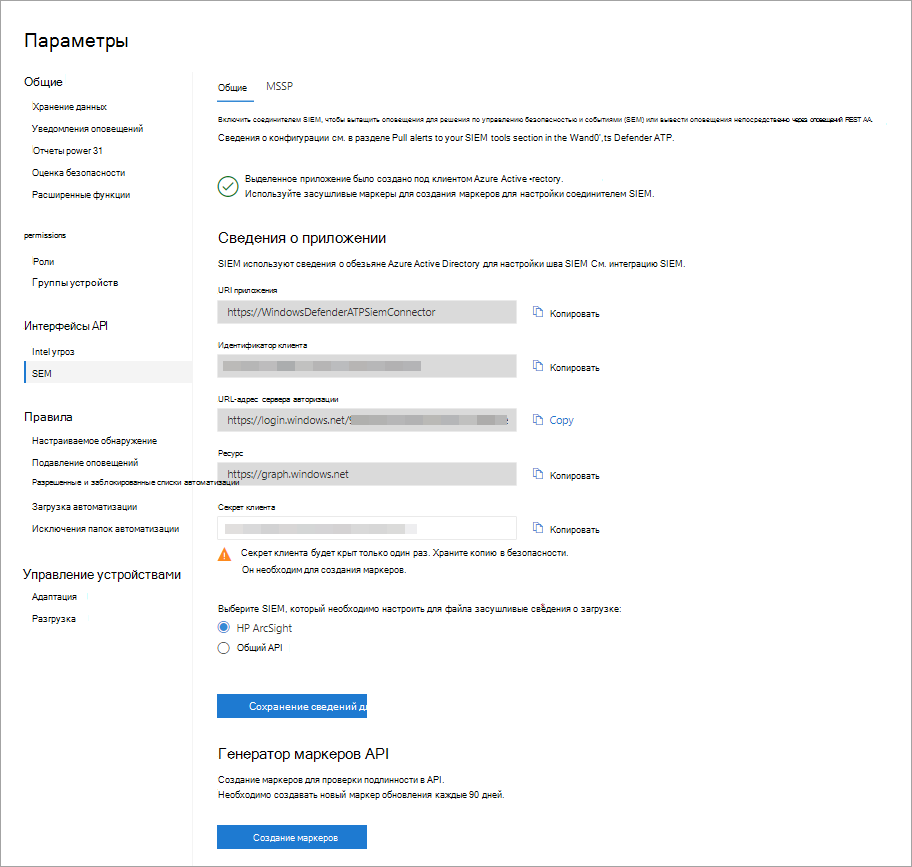 Параметры
Общие
Хранение данных
Уведомления оповещений
Отчеты power 31
Оценка безопасности
Расширенные функции
permissions
Роли
Группы устройств
Интерфейсы API
Intel угроз
SEM
Правила
Настраиваемое обнаружение
Подавление оповещений
Разрешенные и заблокированные списки автоматизации
Загрузка автоматизации
Исключения папок автоматизации
Управление устройствами
Адаптация
Разгрузка
Общие
MSSP
Включить соединителем SIEM, чтобы вытащить оповещения для решения по управлению безопасностью и событиями (SEM) или вывести оповещения непосредственно через оповещений REST AA.
Сведения о конфигурации см. в разделе Pull alerts to your SIEM tools section in the Wand0',ts Defender ATP.
Выделенное приложение было создано под клиентом Azure Active •rectory.
Используйте засушливые маркеры для создания маркеров для настройки соединителем SIEM.
Сведения о приложении
SIEM используют сведения о обезьяне Azure Active Directory для настройки шва SIEM См. интеграцию SIEM.
URI приложения
https://WindowsDefenderATPSiemConnector
Копировать
Идентификатор клиента
Копировать
URL-адрес сервера авторизации
https://login.windows.net/
Copy
Ресурс
https://graph.windows.net
Копировать
Секрет клиента
Копировать
Секрет клиента будет крыт только один раз. Храните копию в безопасности.
Он необходим для создания маркеров.
Выберите SIEM, который необходимо настроить для файла засушливые сведения о загрузке:
HP ArcSight
Общий API
Сохранение сведений д
Генератор маркеров API
Создание маркеров для проверки подлинности в API.
Необходимо создавать новый маркер обновления каждые 90 дней.
Создание маркеров